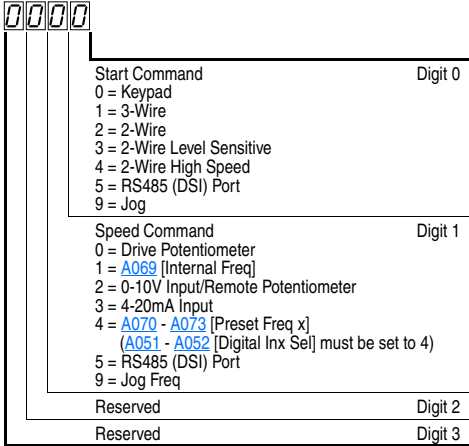 0000
Start Command Digit 0
0 = Keypad
1 = 3-Wire
2 = 2-Wire
3 = 2-Wire Level Sensitive
4 = 2-Wire High Speed
5 = RS485 (DSI) Port
9 = Jog
Speed Command Digit 1
0 = Drive Potentiometer
1 = A069 [Internal Freq]
2 = 0-10V Input/Remote Potentiometer
3 = 4-20mA Input
4 = A070 - A073 [Preset Freq x]
(A051 - A052 [Digital Inx Sel] must be set to 4)
5 = RS485 (DSI) Port
9 = Jog Freq
Reserved Digit 2
Reserved Digit 3